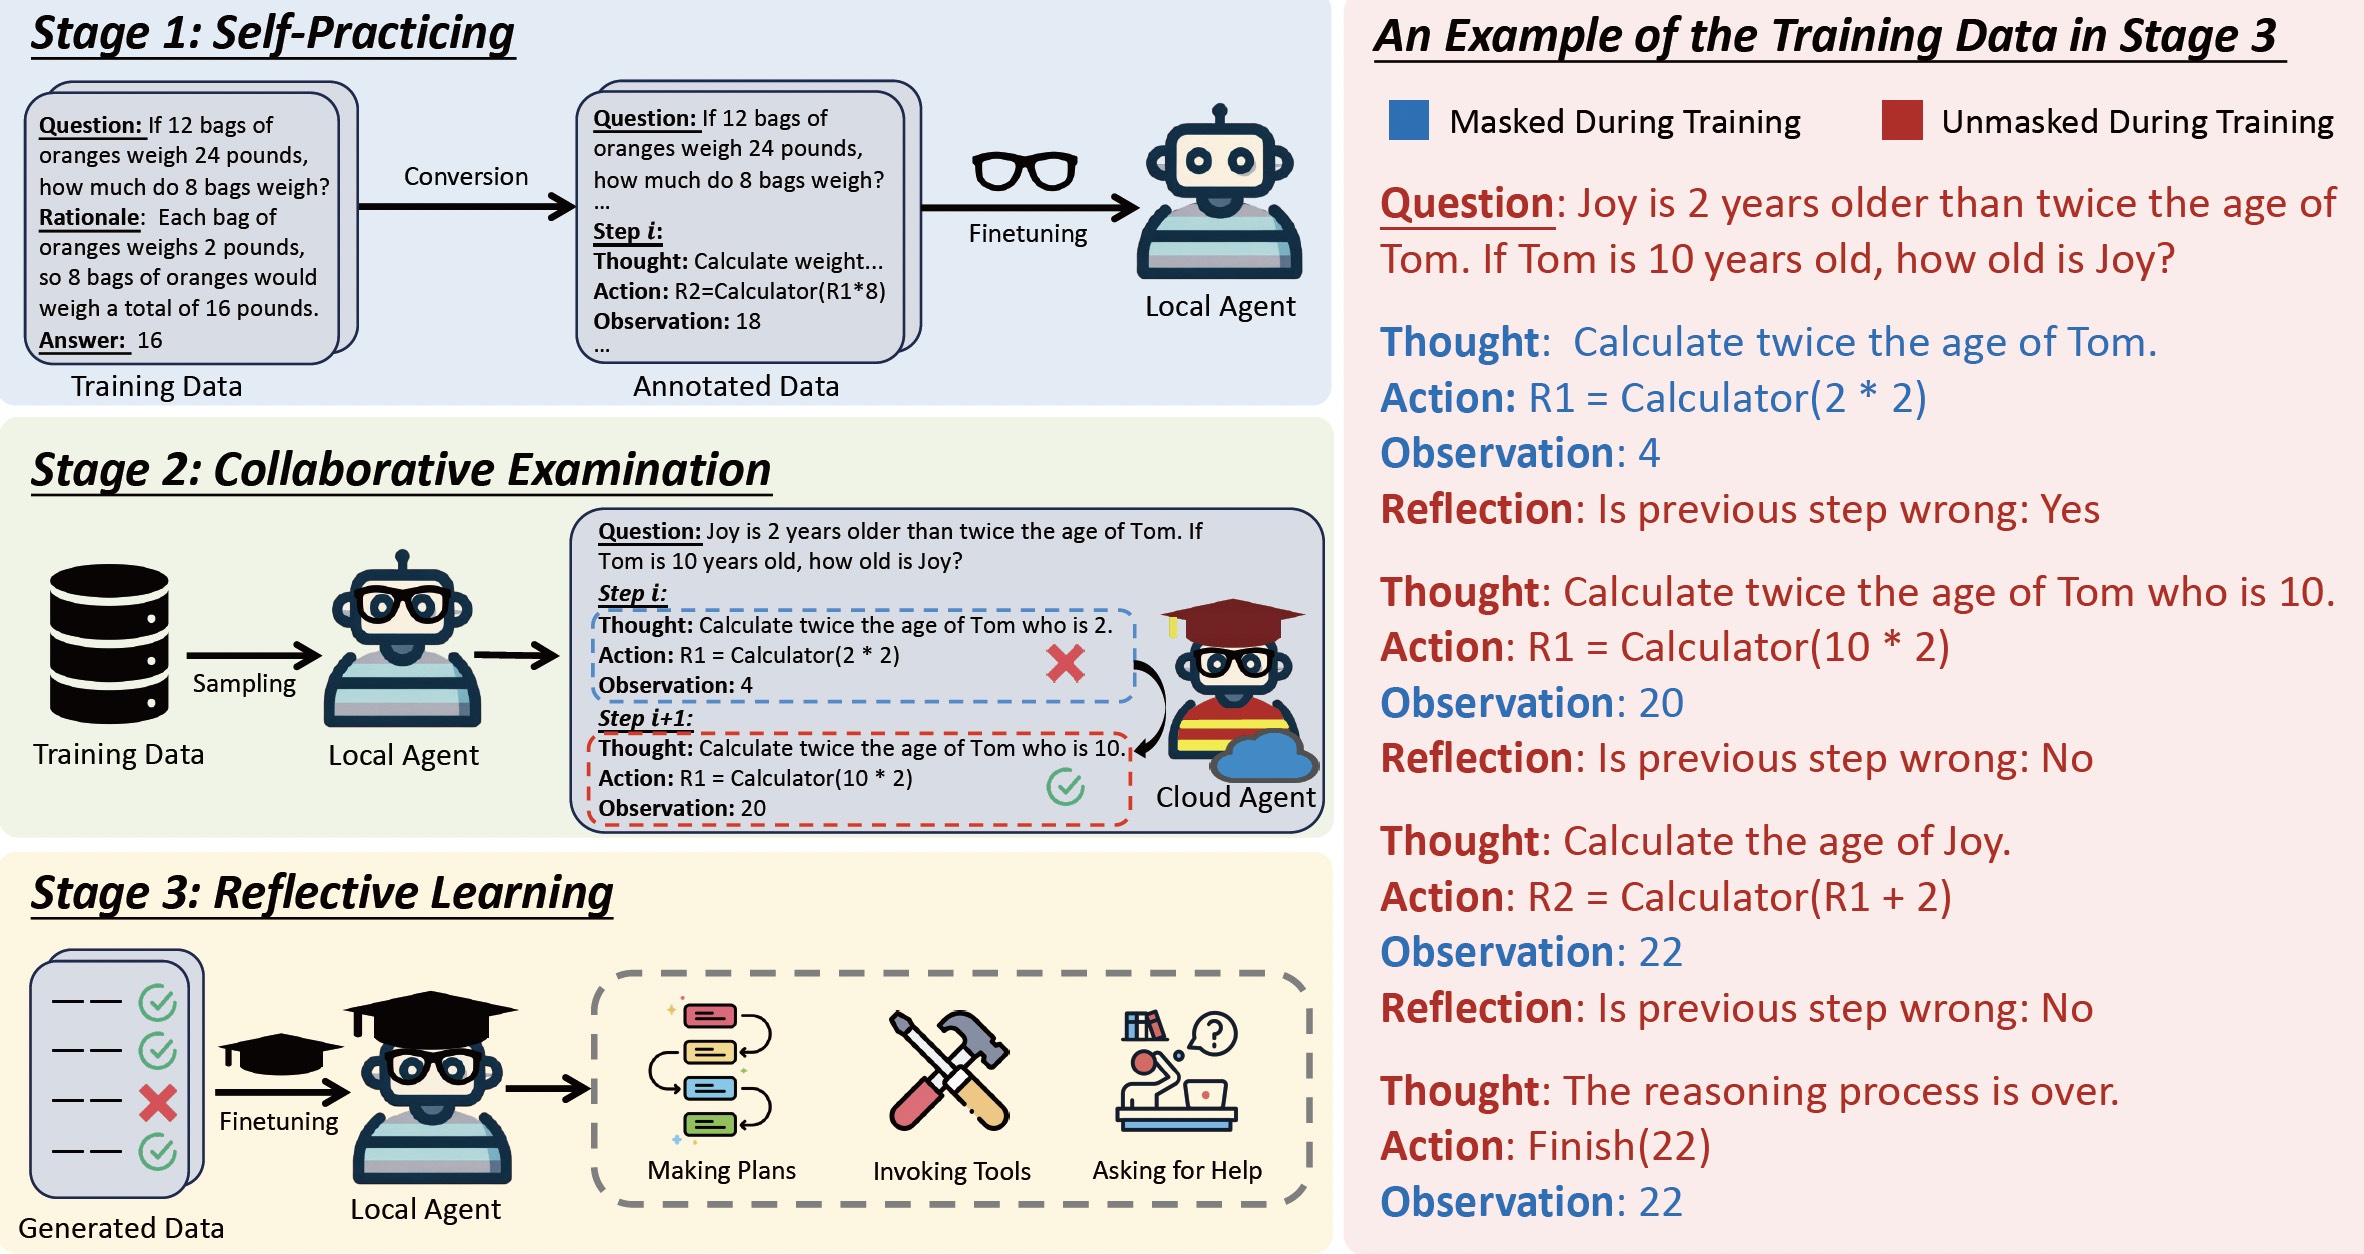 Stage 1: Self-Practicing
Question: If 12 bags of
oranges weigh 24 pounds,
how much do 8 bags weigh?
Rationale: Each bag of
oranges weighs 2 pounds,
so 8 bags of oranges would
weigh a total of 16 pounds.
Answer: 16
Training Data
Conversion
Question: If 12 bags of
oranges weigh 24 pounds,
how much do 8 bags weigh?
...
Step i:
Thought: Calculate weight...
Action: R2=Calculator(R1*8)
Observation: 18
...
Annotated Data
Finetuning
Local Agent
Stage 2: Collaborative Examination
Training Data
Sampling
Local Agent
Question: Joy is 2 years older than twice the age of Tom. If
Tom is 10 years old, how old is Joy?
Step i:
Thought: Calculate twice the age of Tom who is 2.
Action: R1 = Calculator(2 * 2)
Observation: 4
Step i+1:
Thought: Calculate twice the age of Tom who is 10.
Action: R1 = Calculator(10 * 2)
Observation: 20
Cloud Agent
Stage 3: Reflective Learning
Generated Data
Finetuning
Local Agent
Making Plans
Invoking Tools
?
Asking for Help
An Example of the Training Data in Stage 3
Masked During Training
Unmasked During Training
Question: Joy is 2 years older than twice the age of
Tom. If Tom is 10 years old, how old is Joy?
Thought: Calculate twice the age of Tom.
Action: R1 = Calculator(2 * 2)
Observation: 4
Reflection: Is previous step wrong: Yes
Thought: Calculate twice the age of Tom who is 10.
Action: R1 = Calculator(10 * 2)
Observation: 20
Reflection: Is previous step wrong: No
Thought: Calculate the age of Joy.
Action: R2 = Calculator(R1 + 2)
Observation: 22
Reflection: Is previous step wrong: No
Thought: The reasoning process is over.
Action: Finish(22)
Observation: 22